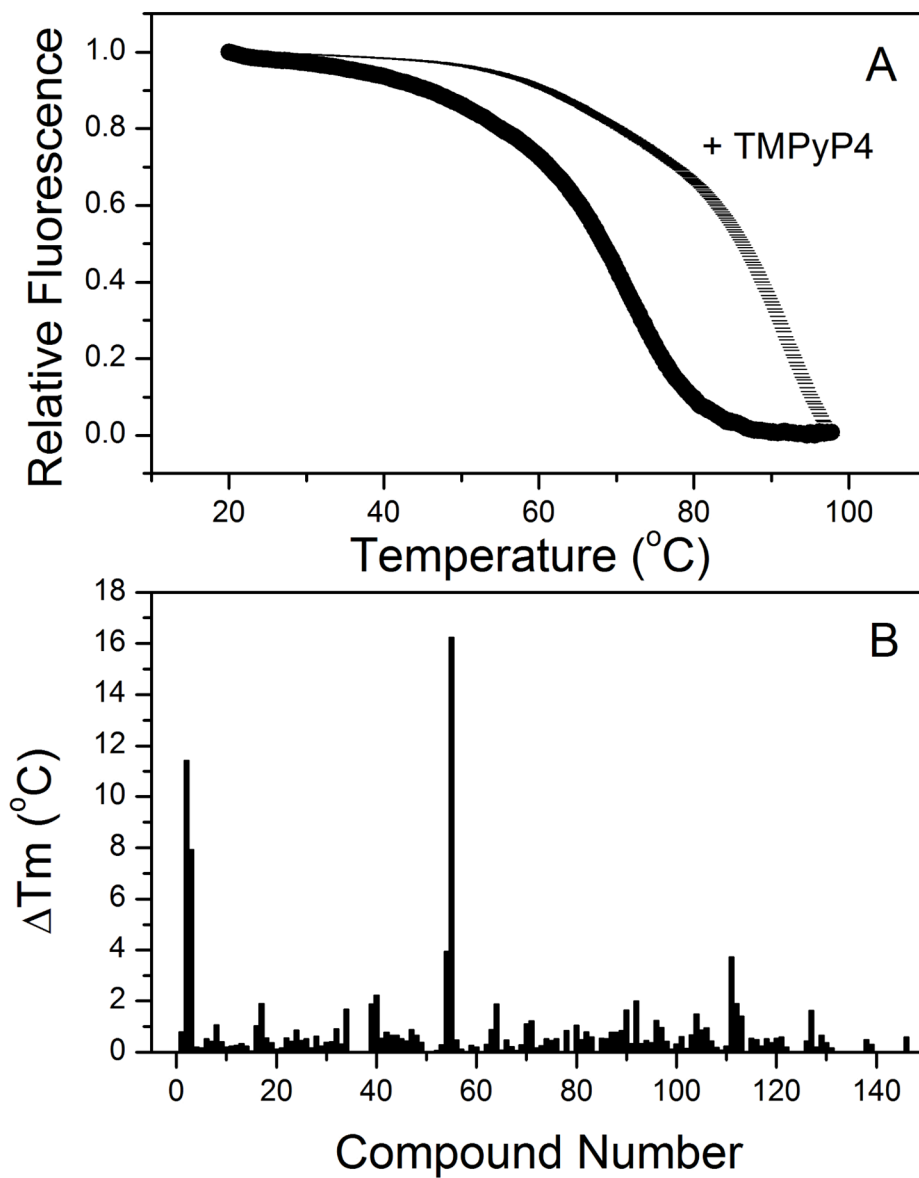 A
1.0
0.8
0.6
0.4
0.2
0.0
Relative Fluorescence
+ TMPyP4
20 40 60 80 100
Temperature (°C)
B
18
16
14
12
10
8
6
4
2
0
ΔTm (°C)
0 20 40 60 80 100 120 140
Compound Number